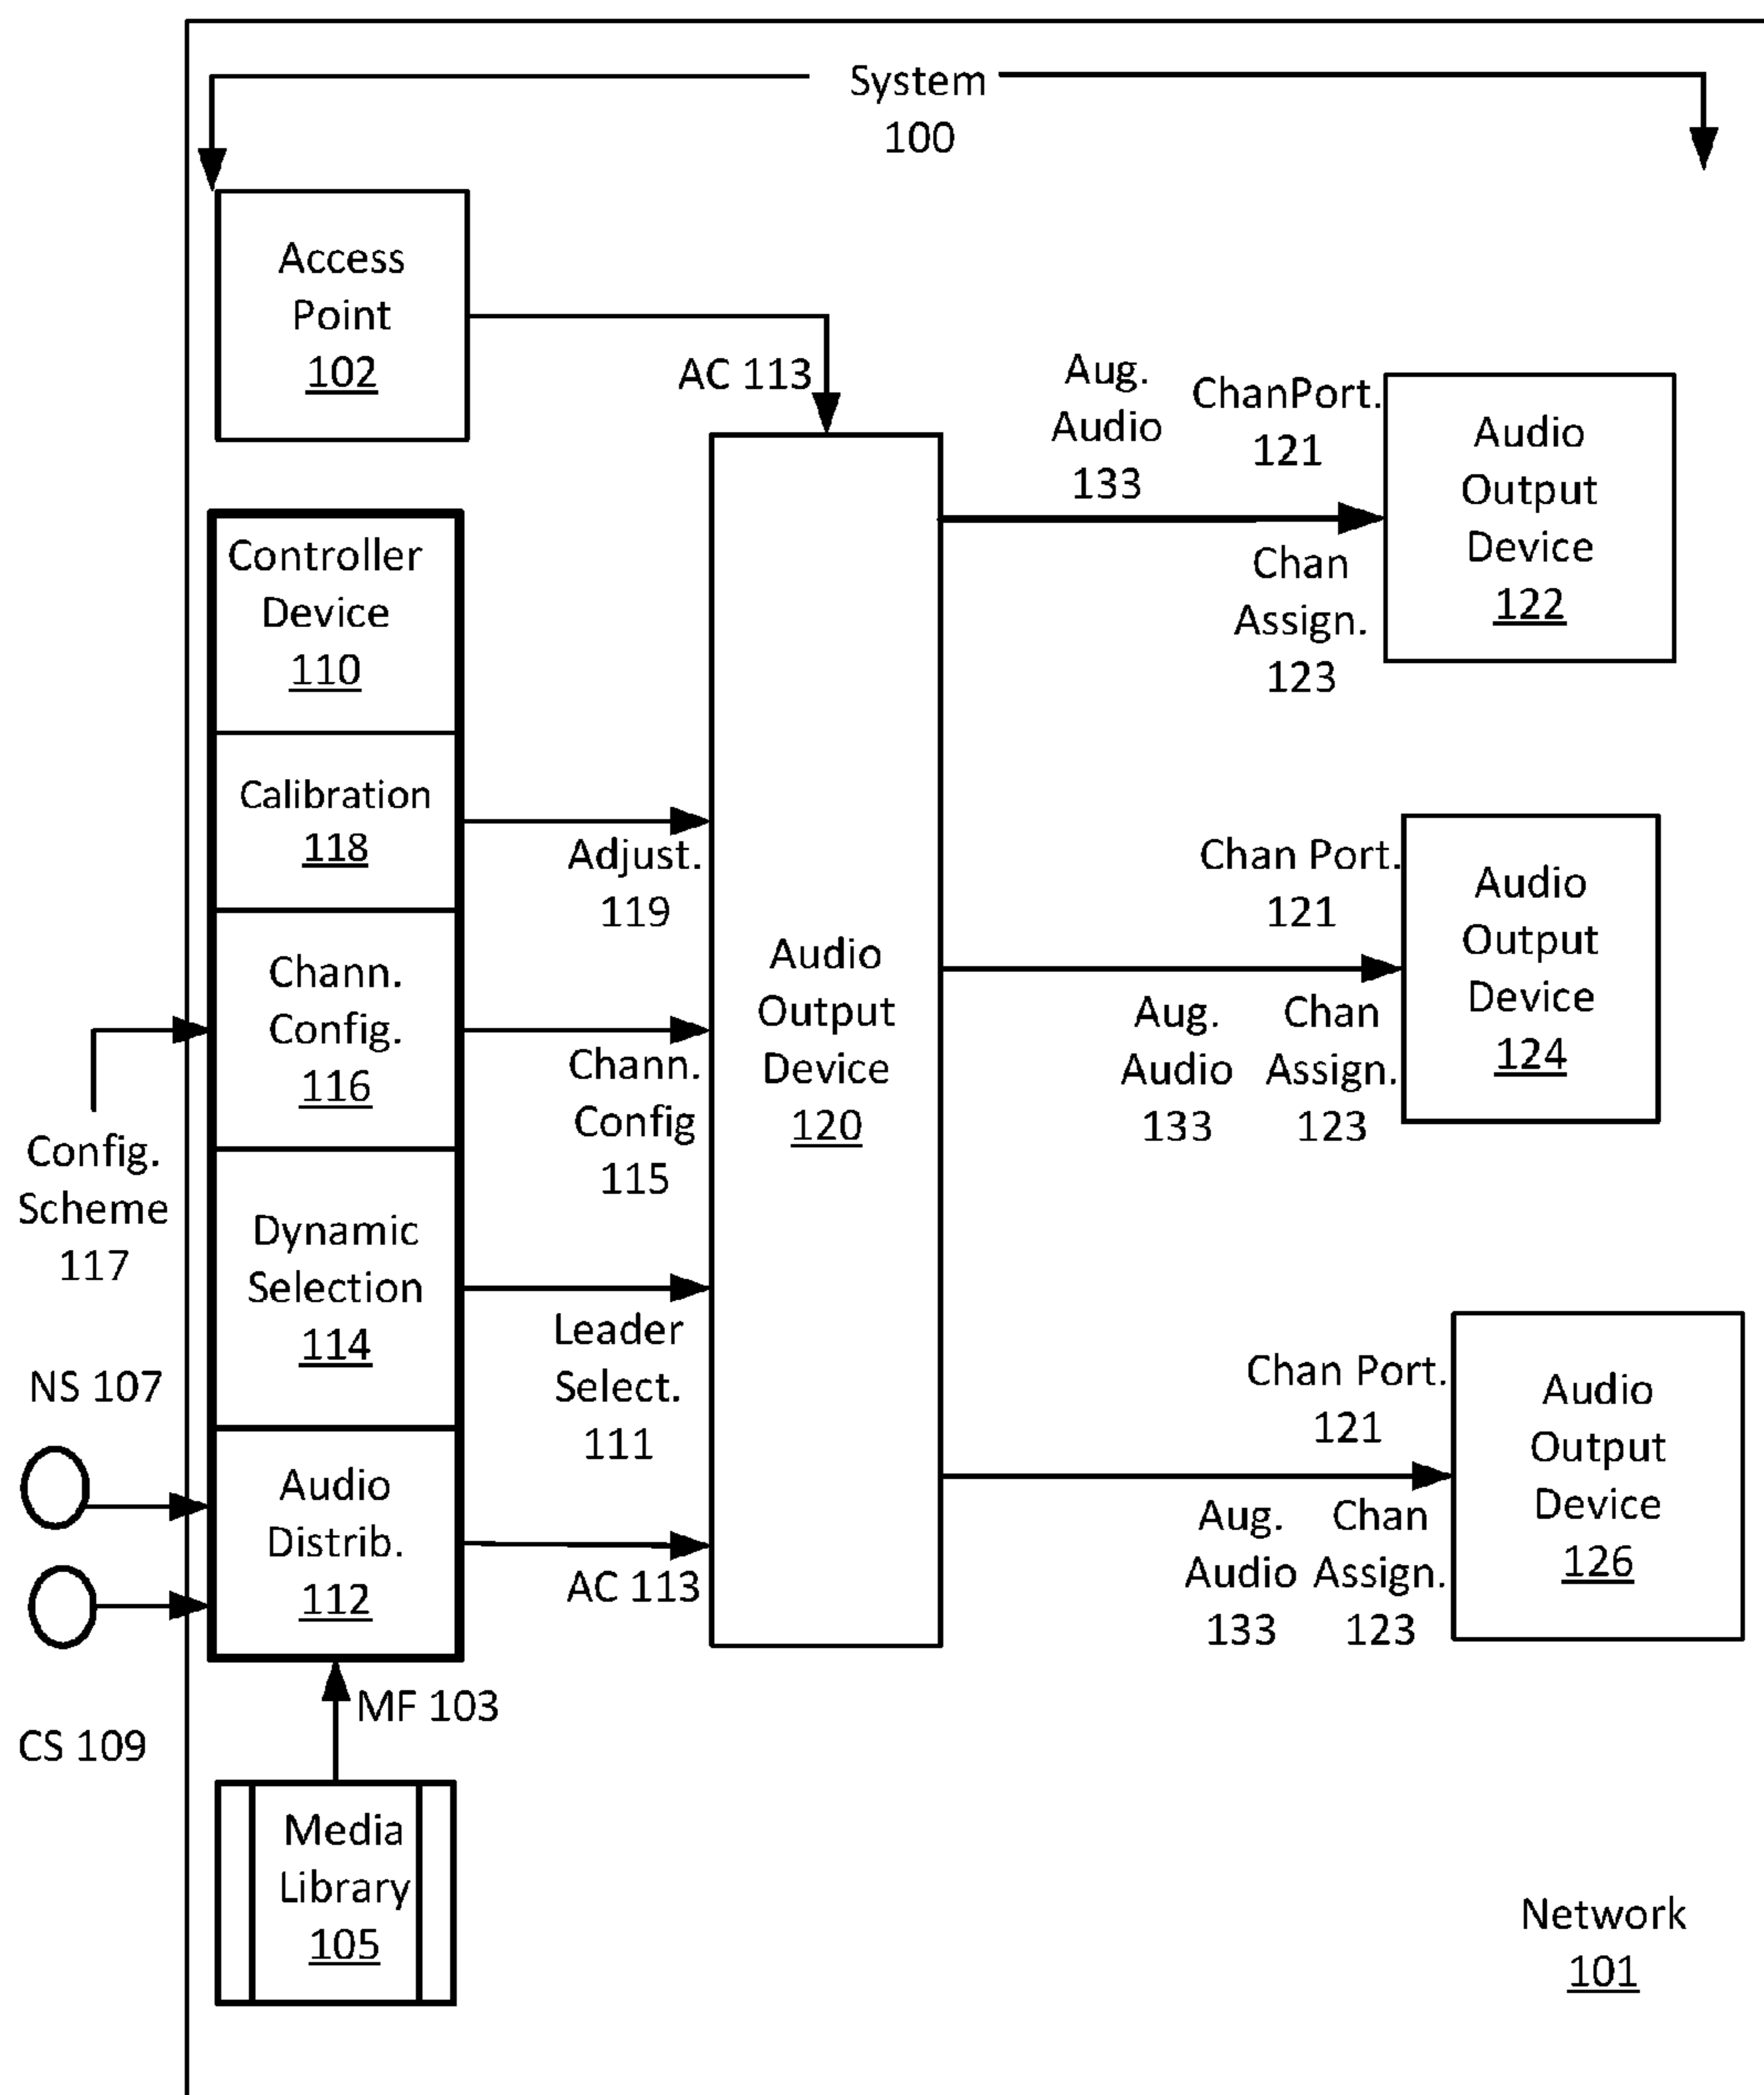 System
100
Access
Point
102
AC 113
Aug.
Audio
133
ChanPort.
121
Chan
Assign.
123
Audio
Output
Device
122
Controller
Device
110
Calibration
118
Adjust.
119
Chann.
Config.
116
Chann.
Config
115
Config.
Scheme
117
Dynamic
Selection
114
Leader
Select.
111
NS 107
Audio
Distrib.
112
AC 113
CS 109
MF 103
Media
Library
105
Audio
Output
Device
120
Chan Port.
121
Aug.
Audio
133
Chan
Assign.
123
Audio
Output
Device
124
Chan Port.
121
Aug.
Audio
133
Chan
Assign.
123
Audio
Output
Device
126
Network
101